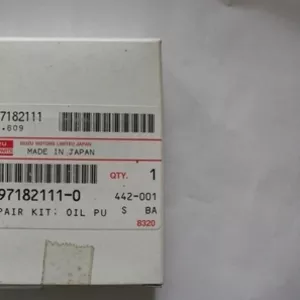 97182111
.809
ISUZU MOTORS LIMITED, JAPAN
MADE IN JAPAN
QTY. 1
97182111-0 442-001
PAIR KIT: OIL PU S BA
8320